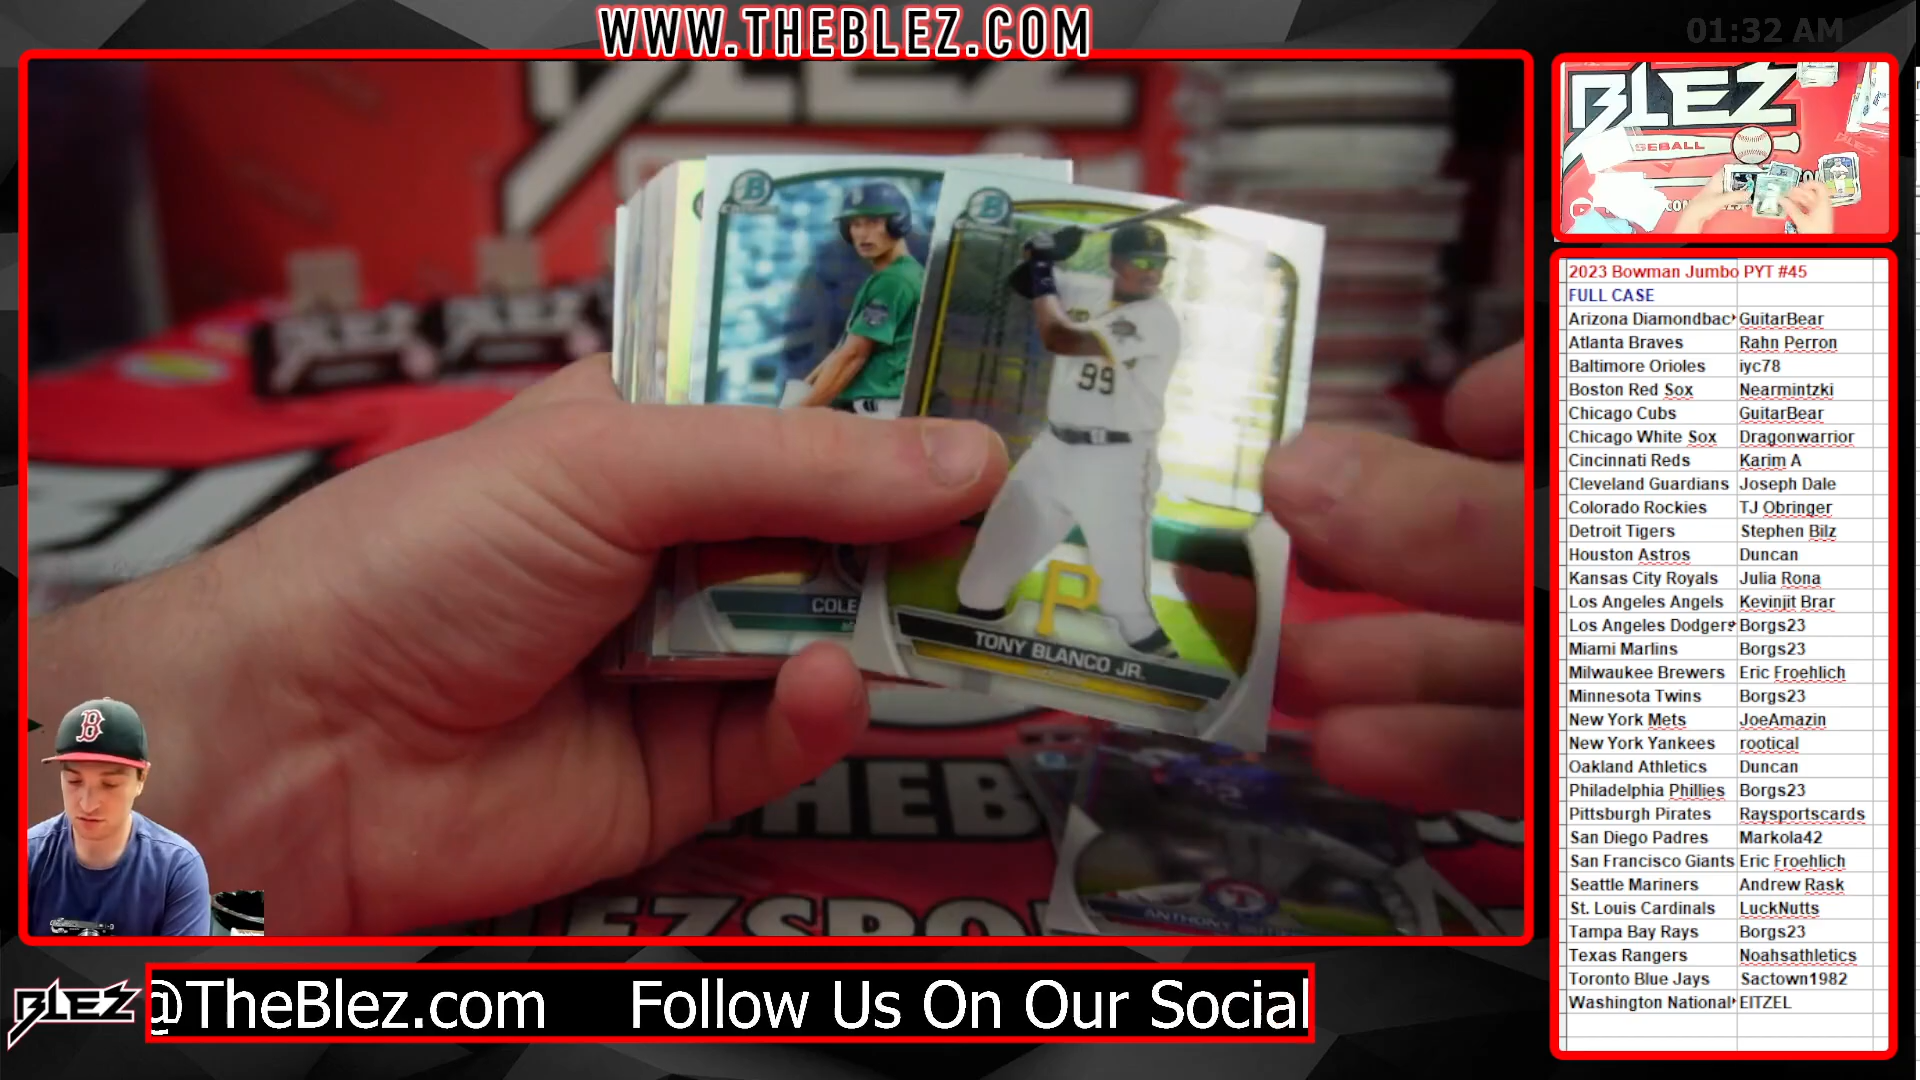 WWW.THEBLEZ.COM
01:32 AM
BLEZ
SEBALL
2023 Bowman Jumbo PYT #45
FULL CASE
Arizona Diamondbac GuitarBear
Atlanta Braves Rahn Perron
Baltimore Orioles iyc78
Boston Red Sox Nearmintzki
Chicago Cubs GuitarBear
Chicago White Sox Dragonwarrior
Cincinnati Reds Karim A
Cleveland Guardians Joseph Dale
Colorado Rockies TJ Obringer
Detroit Tigers Stephen Bilz
Houston Astros Duncan
Kansas City Royals Julia Rona
Los Angeles Angels Kevinjit Brar
Los Angeles Dodgers Borgs23
Miami Marlins Borgs23
Milwaukee Brewers Eric Froehlich
Minnesota Twins Borgs23
New York Mets JoeAmazin
New York Yankees rootical
Oakland Athletics Duncan
Philadelphia Phillies Borgs23
Pittsburgh Pirates Raysportscards
San Diego Padres Markola42
San Francisco Giants Eric Froehlich
Seattle Mariners Andrew Rask
St. Louis Cardinals LuckNutts
Tampa Bay Rays Borgs23
Texas Rangers Noahsathletics
Toronto Blue Jays Sactown1982
Washington National EITZEL
B
B
99
P
COLE
TONY BLANCO JR.
THEB
EZSPO
ANTHONY
B
BLEZ
@TheBlez.com Follow Us On Our Social